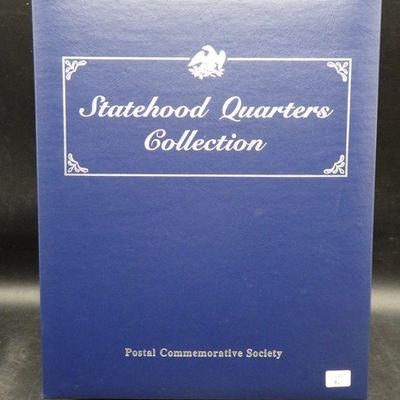 Statehood Quarters
Collection
Postal Commemorative Society